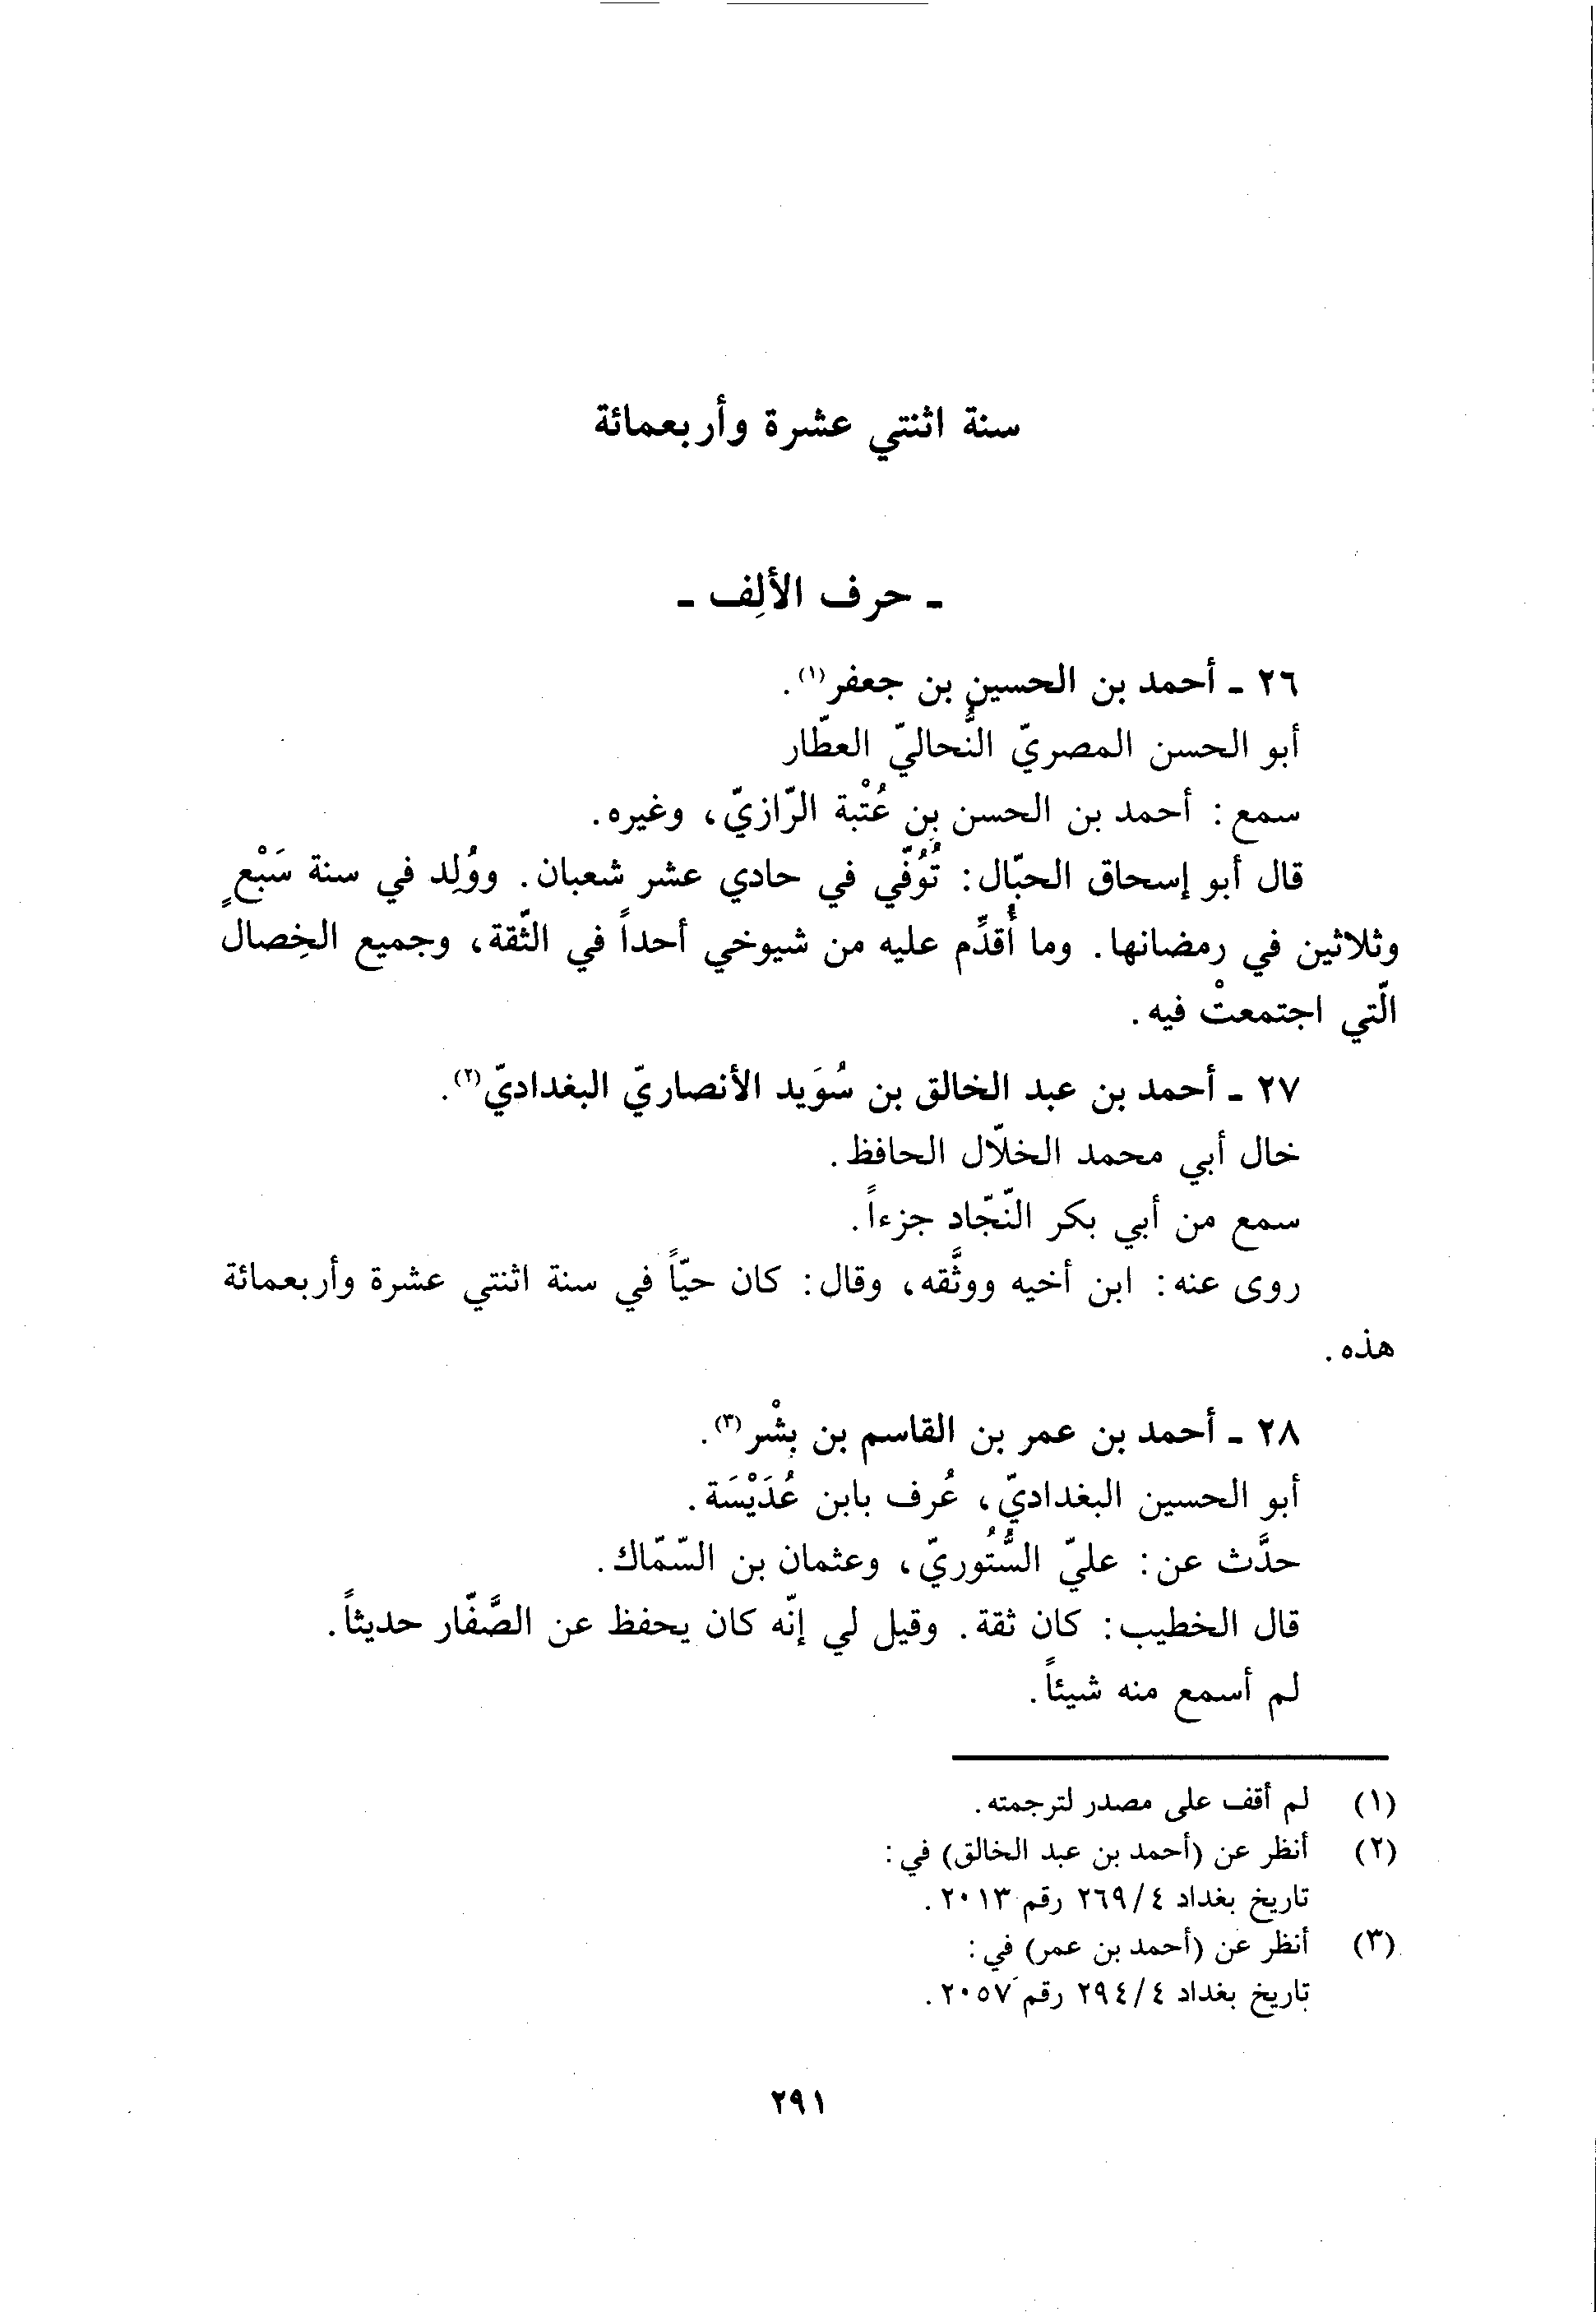 سنة اثنتي عشرة وأربعمائة
ـ حرف الألِف ـ
٢٦ ـ أحمد بن الحسين بن جعفر(١).
أبو الحسن المصريّ النُّحاليّ العطّار
سمع: أحمد بن الحسن بن عُتْبة الرّازيّ، وغيره.
قال أبو إسحاق الحبّال: تُوُفّي في حادي عشر شعبان. ووُلِد في سنة سَبْعٍ
وثلاثين في رمضانها. وما أُقدِّم عليه من شيوخي أحداً في الثّقة، وجميع الخِصال
الّتي اجتمعتْ فيه.
٢٧ ـ أحمد بن عبد الخالق بن سُوَيد الأنصاريّ البغداديّ(٢).
خال أبي محمد الخلّال الحافظ.
سمع من أبي بكر النّجّاد جزءاً.
روى عنه: ابن أخيه ووثَّقه، وقال: كان حيّاً في سنة اثنتي عشرة وأربعمائة
هذه.
٢٨ ـ أحمد بن عمر بن القاسم بن بِشْر(٣).
أبو الحسين البغداديّ، عُرف بابن عُدَيْسَة.
حدَّث عن: عليّ السُّتُوريّ، وعثمان بن السّمّاك.
قال الخطيب: كان ثقة. وقيل لي إنّه كان يحفظ عن الصَّفّار حديثاً.
لم أسمع منه شيئاً.
(١) لم أقف على مصدر لترجمته.
(٢) أنظر عن (أحمد بن عبد الخالق) في:
تاريخ بغداد ٤/٢٦٩ رقم ٢٠١٣.
(٣) أنظر عن (أحمد بن عمر) في:
تاريخ بغداد ٤/٢٩٤ رقم ٢٠٥٧.
٢٩١